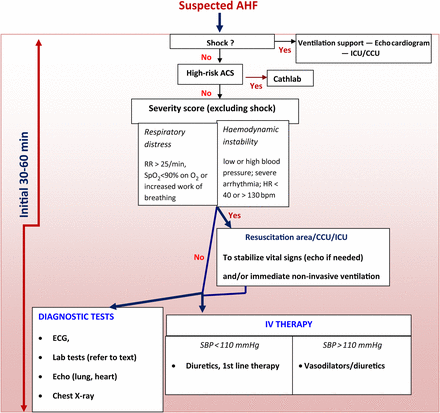 Suspected AHF
Shock ?
Yes
Ventilation support — Echocardiogram
— ICU/CCU
No
High-risk ACS
Yes
Cathlab
No
Severity score (excluding shock)
Respiratory
distress
RR > 25/min,
SpO2<90% on O2 or
increased work of
breathing
Haemodynamic
instability
low or high blood
pressure; severe
arrhythmia; HR <
40 or > 130 bpm
Initial 30-60 min
Yes
No
Resuscitation area/CCU/ICU
To stabilize vital signs (echo if needed)
and/or immediate non-invasive ventilation
DIAGNOSTIC TESTS
• ECG,
• Lab tests (refer to text)
• Echo (lung, heart)
• Chest X-ray
IV THERAPY
SBP < 110 mmHg
• Diuretics, 1st line therapy
SBP > 110 mmHg
• Vasodilators/diuretics